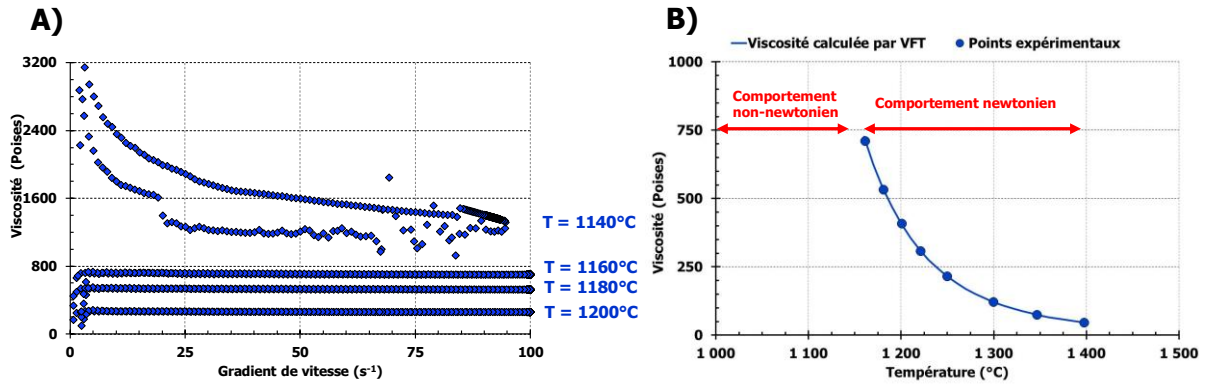 A)
3200
2400
1600
800
0
Viscosité (Poises)
0 25 50 75 100
Gradient de vitesse (s-1)
T = 1140°C
T = 1160°C
T = 1180°C
T = 1200°C
B)
Viscosité calculée par VFT Points expérimentaux
1000
750
500
250
0
Viscosité (Poises)
Comportement
non-newtonien
Comportement newtonien
1 000 1 100 1 200 1 300 1 400 1 500
Température (°C)